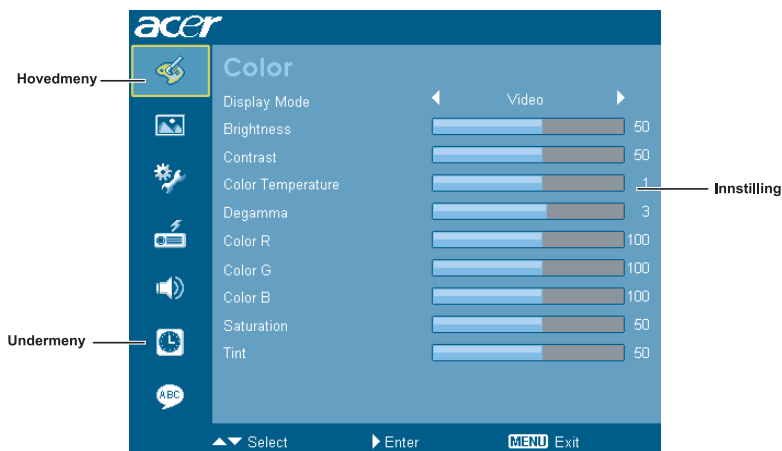 acer
Hovedmeny
Color
Display Mode Video
Brightness 50
Contrast 50
Color Temperature 1
Innstilling
Degamma 3
Color R 100
Color G 100
Color B 100
Saturation 50
Undermeny
Tint 50
ABC
Select Enter MENU Exit